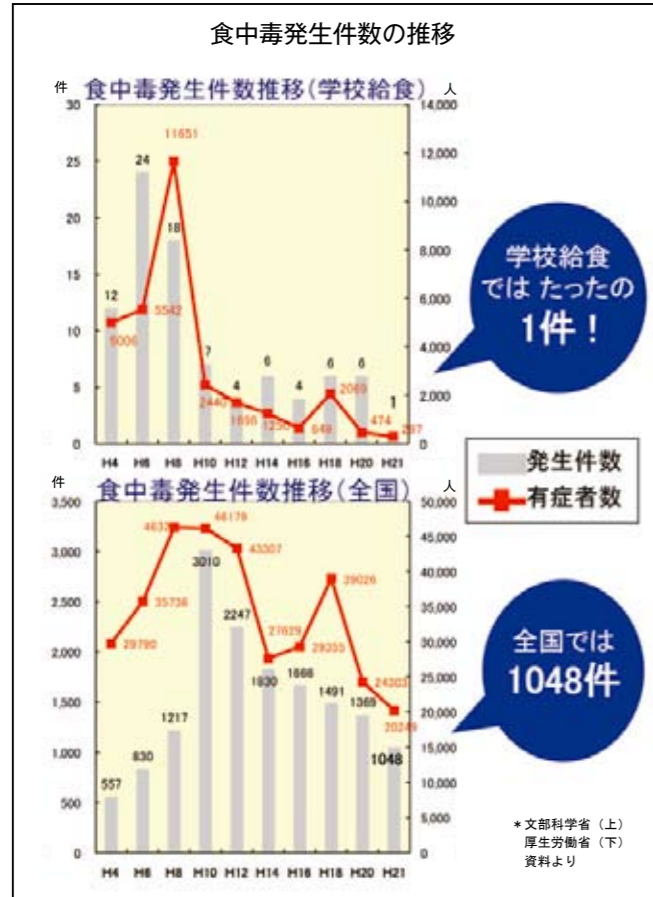 食中毒発生件数の推移
件 食中毒発生件数推移(学校給食) 人
30 14,000
11651
25 12,000
24
20 10,000
18
8,000
15
12 6,000
5542
10 5006
7 4,000
6 6 6
5 4 4 2,000
2440 2069
1 474
0 0
H4 H6 H8 H10 H12 H14 H16 H18 H20 H21
学校給食
では たったの
1件！
発生件数
有症者数
件 食中毒発生件数推移(全国) 人
3,500 50,000
46179
45,000
3,000 43307
3010 40,000
39026
2,500 35736 35,000
2247
30,000
2,000 29790 27629 29355
1830 25,000
1666 24303
1,500 1491 20,000
1217 1369 20249
1,000 1048 15,000
830
557 10,000
500
5,000
0 0
H4 H6 H8 H10 H12 H14 H16 H18 H20 H21
全国では
1048件
*文部科学省（上）
厚生労働省（下）
資料より